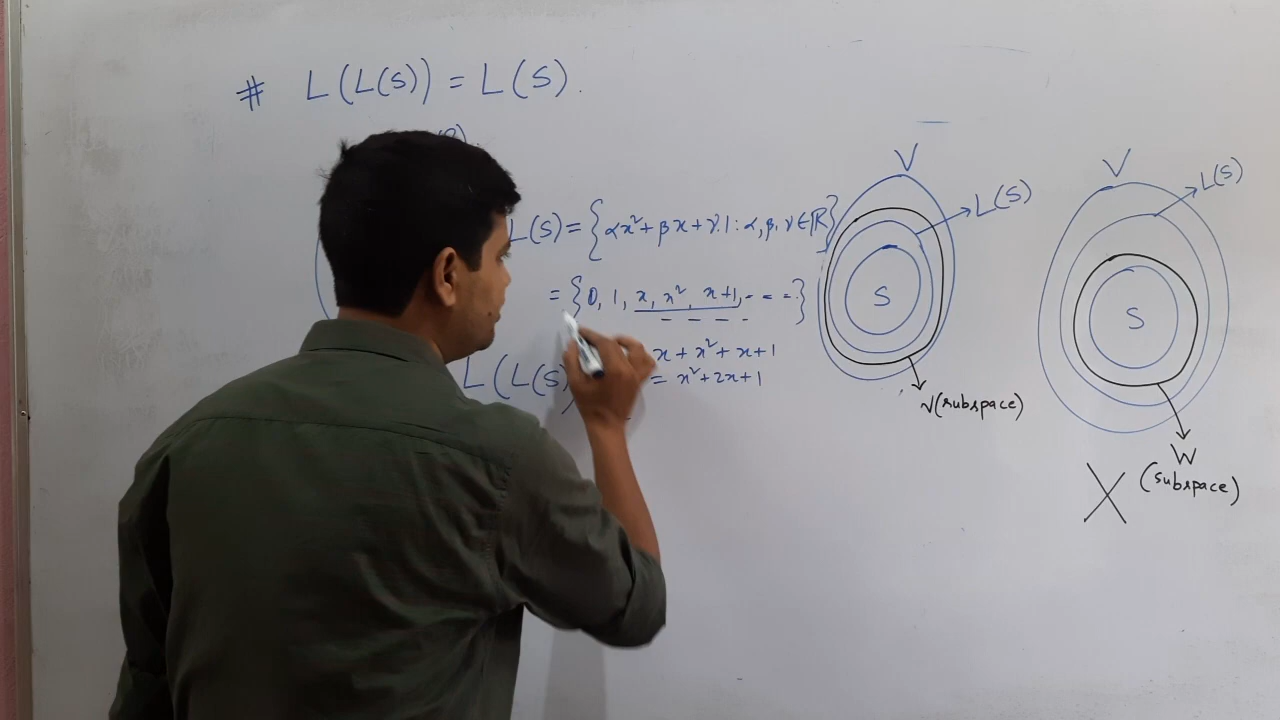 # L(L(S)) = L(S).
L(S) = {αx² + βx + γ.1 : α, β, γ ∈ ℝ}
= {0, 1, x, x², x+1, - - - }
x + x² + x + 1
L(L(S)
= x² + 2x + 1
V
L(S)
S
V(subspace)
V
L(S)
S
W
(subspace)
X